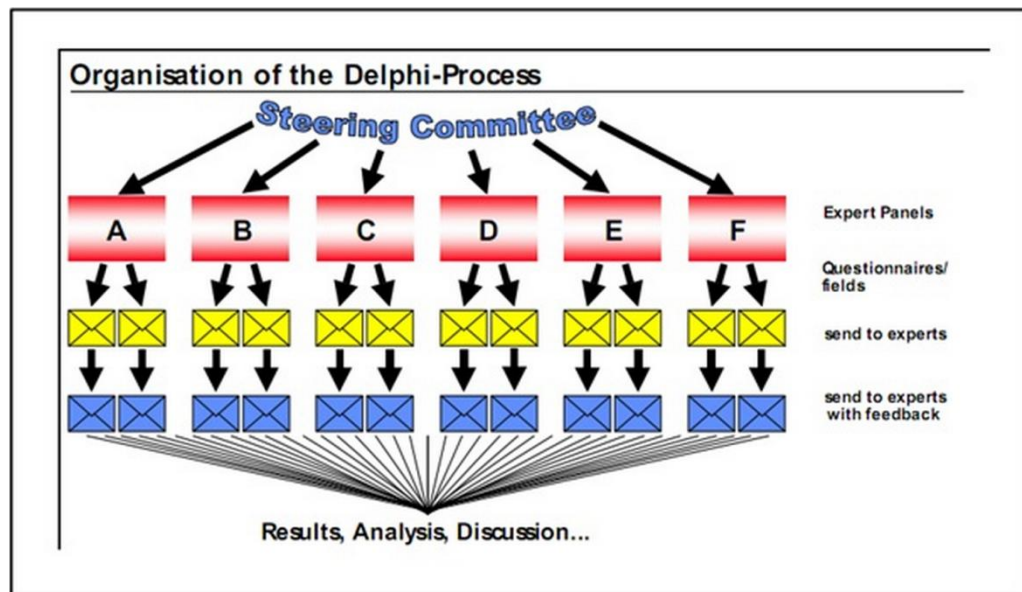 Organisation of the Delphi-Process
Steering Committee
A B C D E F
Expert Panels
Questionnaires/
fields
send to experts
send to experts
with feedback
Results, Analysis, Discussion...